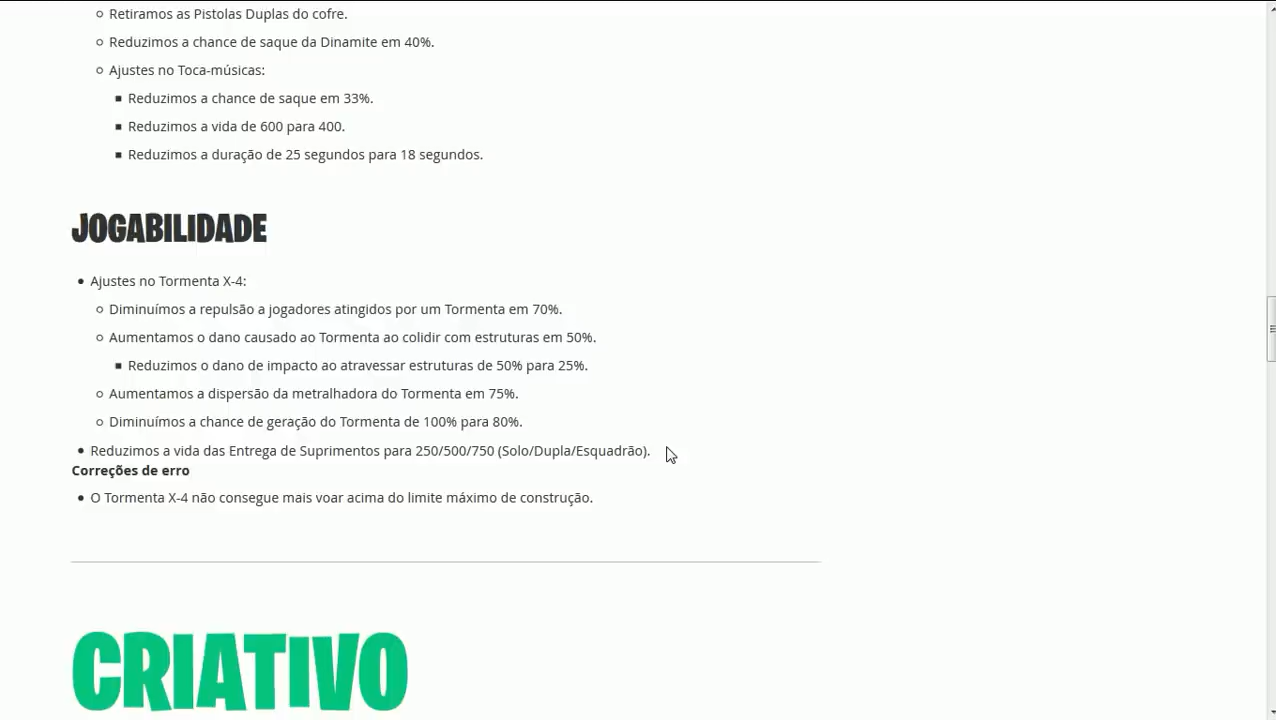 Retiramos as Pistolas Duplas do cofre.
Reduzimos a chance de saque da Dinamite em 40%.
Ajustes no Toca-músicas:
Reduzimos a chance de saque em 33%.
Reduzimos a vida de 600 para 400.
Reduzimos a duração de 25 segundos para 18 segundos.
JOGABILIDADE
Ajustes no Tormenta X-4:
Diminuímos a repulsão a jogadores atingidos por um Tormenta em 70%.
Aumentamos o dano causado ao Tormenta ao colidir com estruturas em 50%.
Reduzimos o dano de impacto ao atravessar estruturas de 50% para 25%.
Aumentamos a dispersão da metralhadora do Tormenta em 75%.
Diminuímos a chance de geração do Tormenta de 100% para 80%.
Reduzimos a vida das Entrega de Suprimentos para 250/500/750 (Solo/Dupla/Esquadrão).
Correções de erro
O Tormenta X-4 não consegue mais voar acima do limite máximo de construção.
CRIATIVO